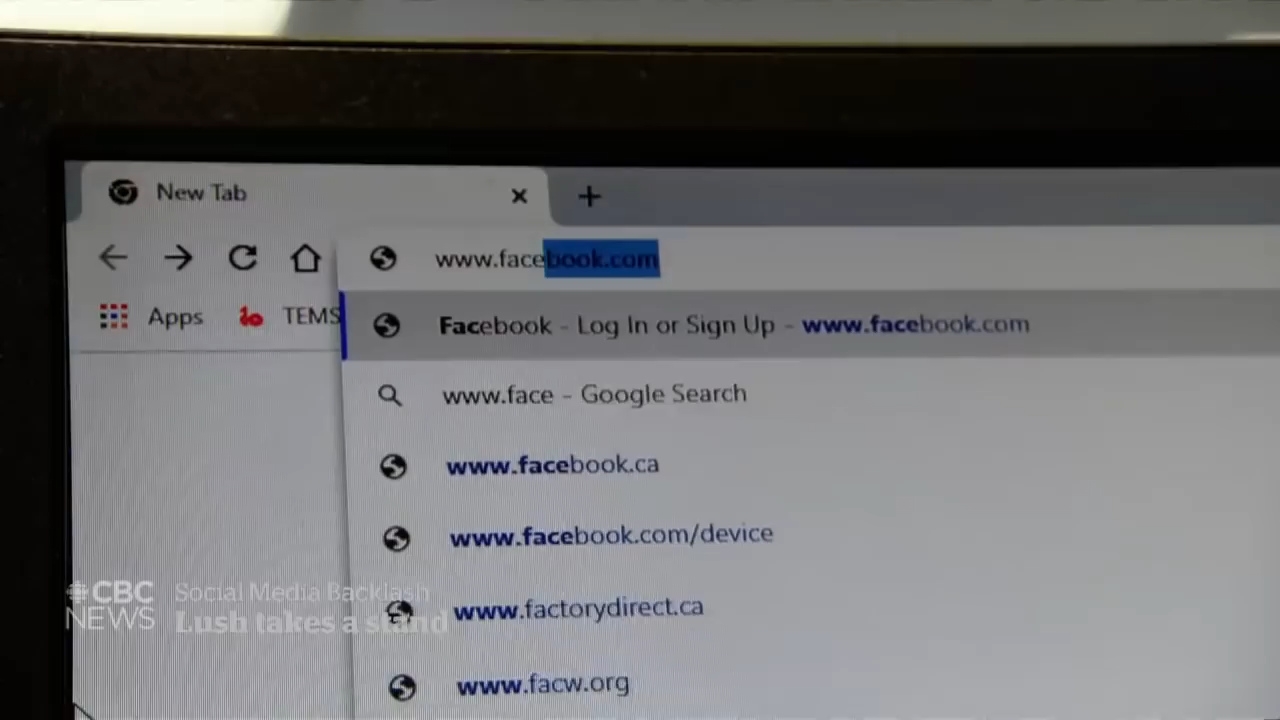 New Tab
www.facebook.com
Apps TEMS
Facebook - Log In or Sign Up - www.facebook.com
www.face - Google Search
www.facebook.ca
www.facebook.com/device
www.factorydirect.ca
www.facw.org
CBC NEWS
Social Media Backlash
Lush takes a stand